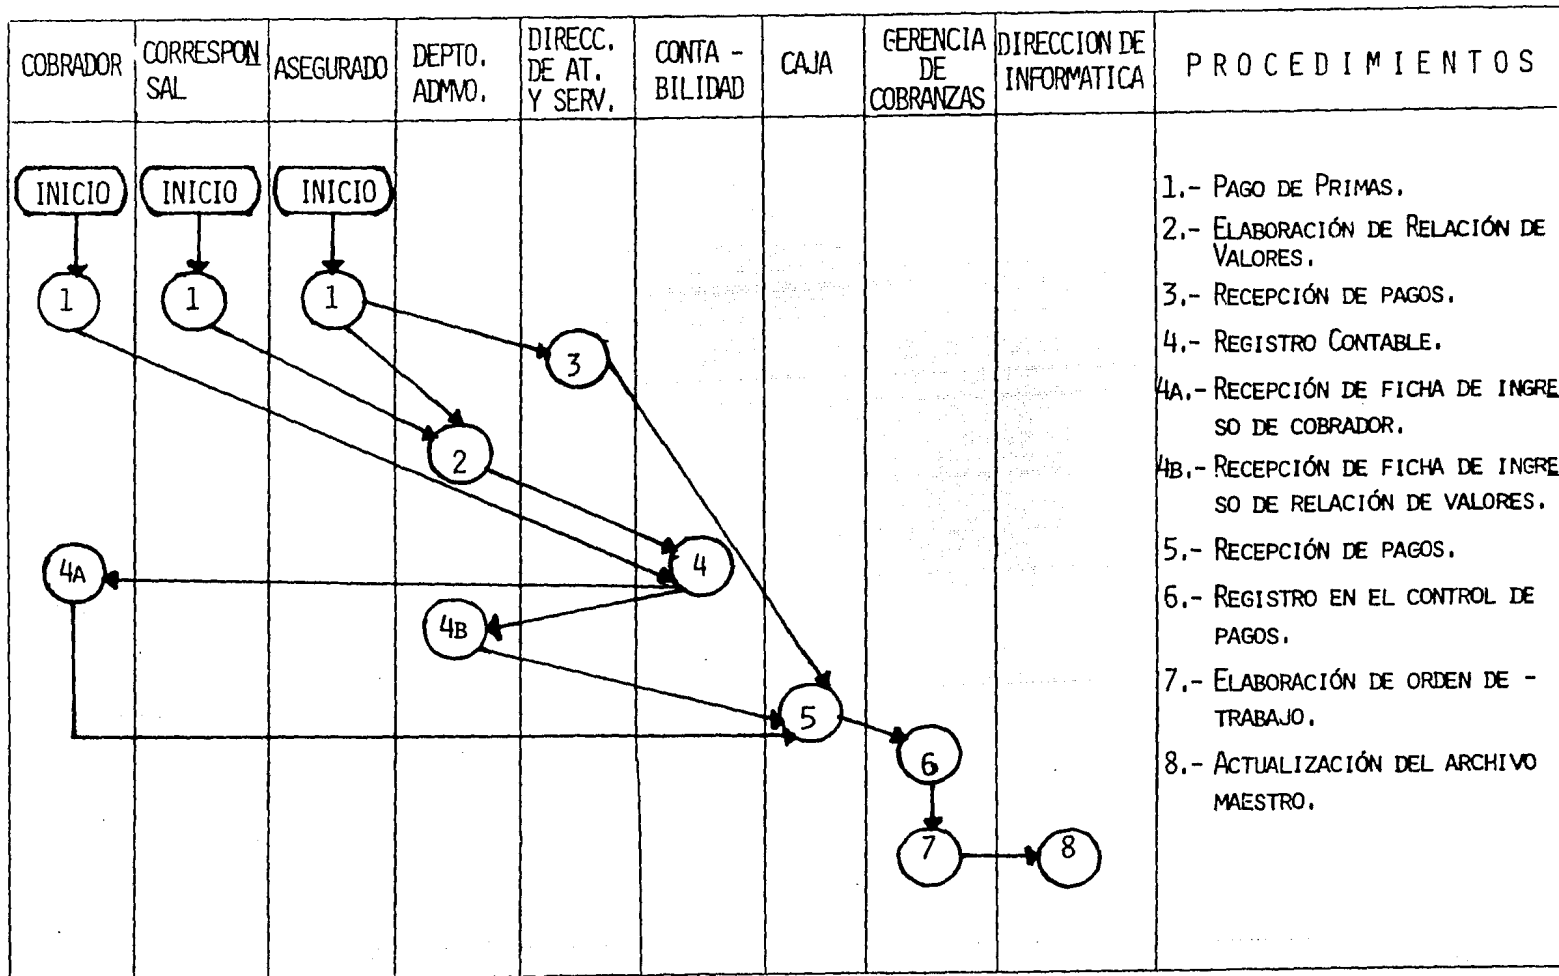 COBRADOR
CORRESPON
SAL
ASEGURADO
DEPTO.
ADMVO.
DIRECC.
DE AT.
Y SERV.
CONTA -
BILIDAD
CAJA
GERENCIA
DE
COBRANZAS
DIRECCION DE
INFORMATICA
PROCEDIMIENTOS
INICIO
INICIO
INICIO
1
1
1
3
2
4
4A
4B
5
6
7
8
1.- PAGO DE PRIMAS.
2.- ELABORACIÓN DE RELACIÓN DE
VALORES.
3.- RECEPCIÓN DE PAGOS.
4.- REGISTRO CONTABLE.
4A.- RECEPCIÓN DE FICHA DE INGRE
SO DE COBRADOR.
4B.- RECEPCIÓN DE FICHA DE INGRE
SO DE RELACIÓN DE VALORES.
5.- RECEPCIÓN DE PAGOS.
6.- REGISTRO EN EL CONTROL DE
PAGOS.
7.- ELABORACIÓN DE ORDEN DE -
TRABAJO.
8.- ACTUALIZACIÓN DEL ARCHIVO
MAESTRO.